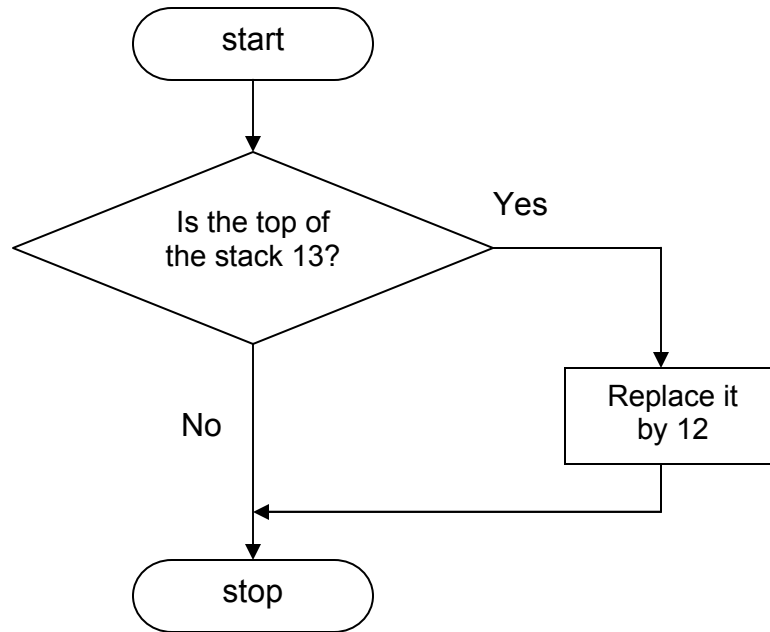 start
Is the top of
the stack 13?
Yes
Replace it
by 12
No
stop